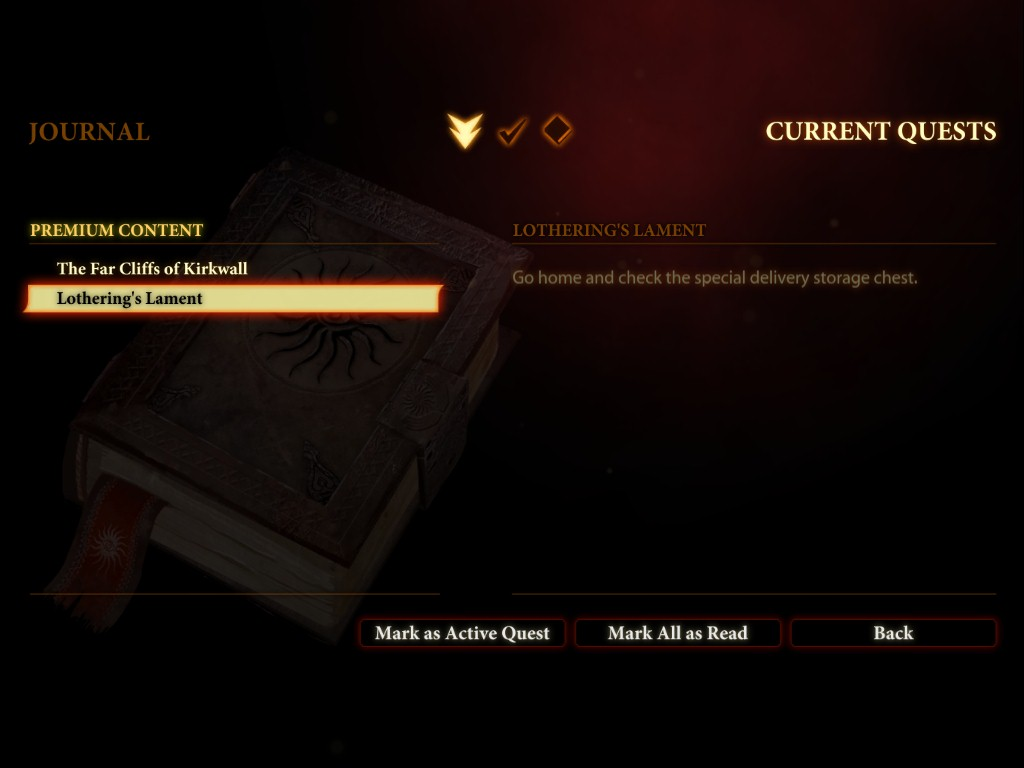 JOURNAL
CURRENT QUESTS
PREMIUM CONTENT
The Far Cliffs of Kirkwall
Lothering's Lament
LOTHERING'S LAMENT
Go home and check the special delivery storage chest.
Mark as Active Quest
Mark All as Read
Back